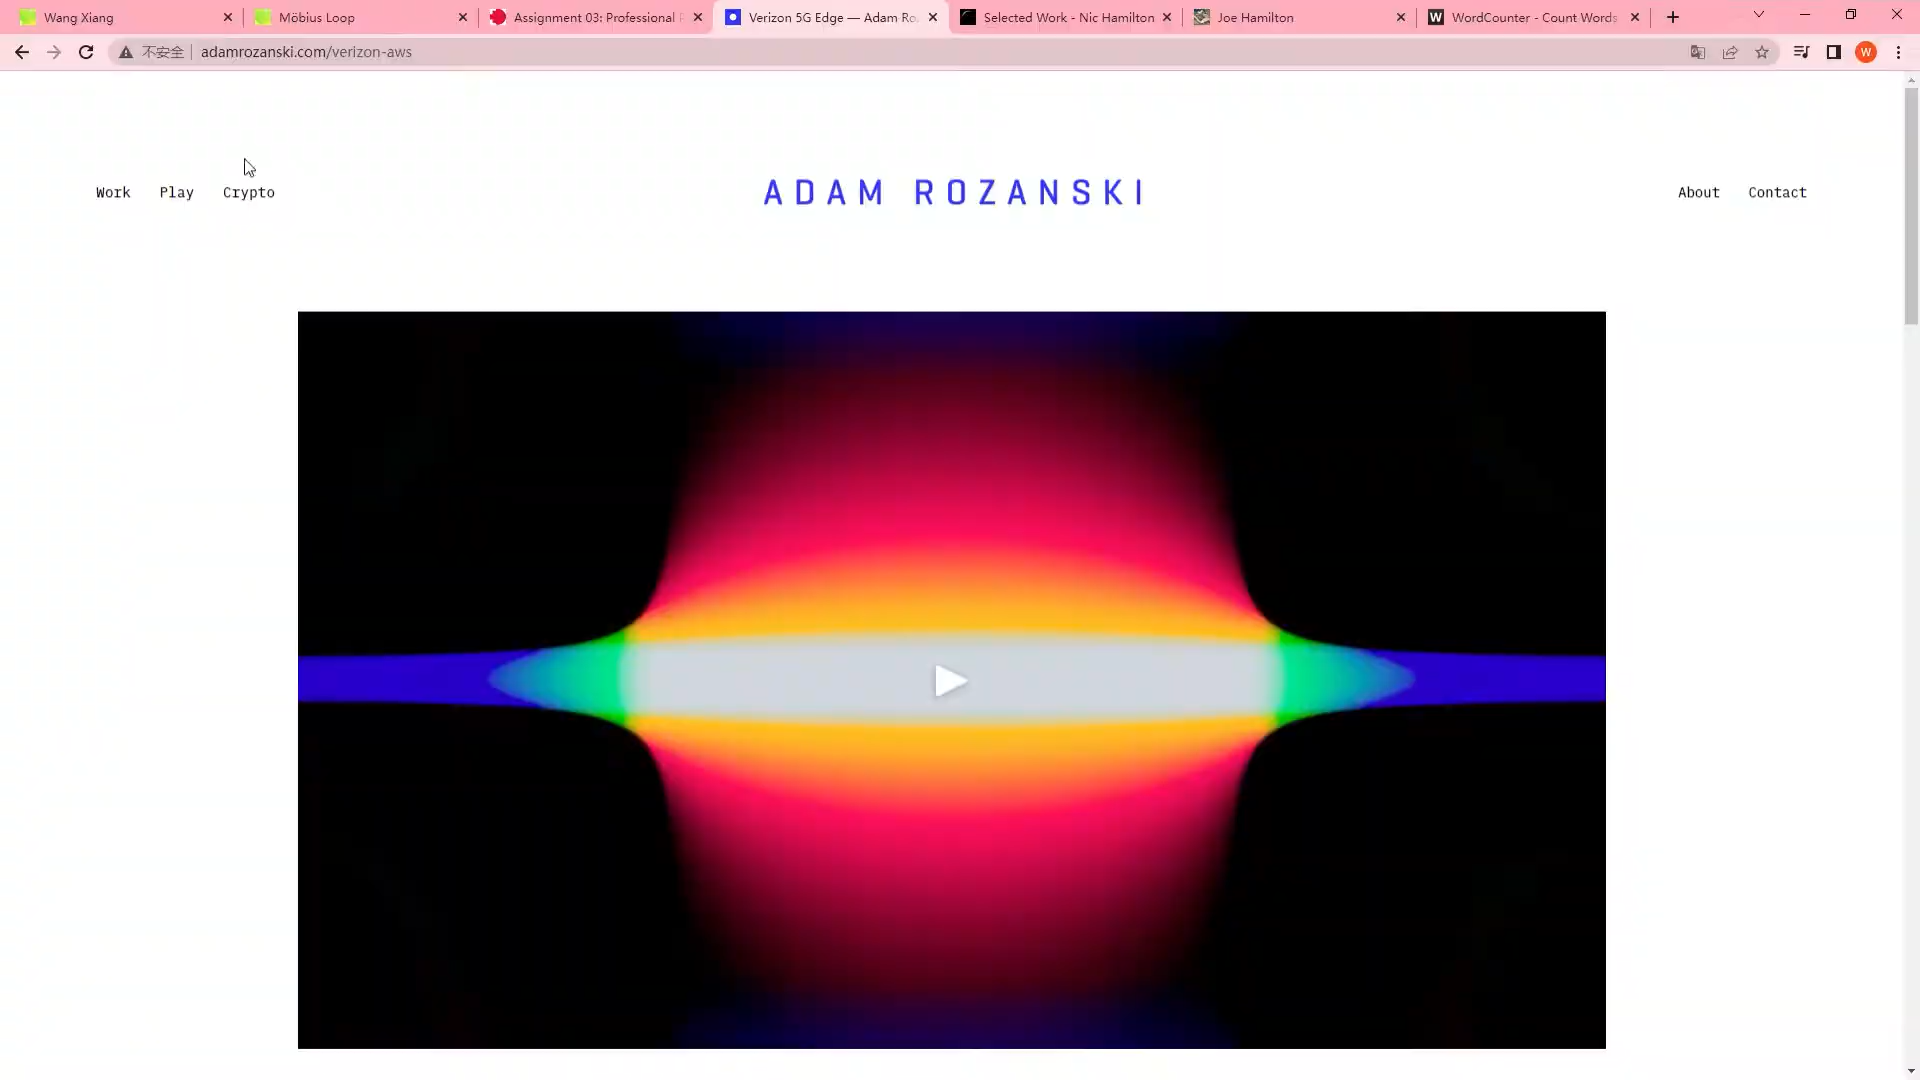 Wang Xiang
Möbius Loop
Assignment 03: Professional
Verizon 5G Edge — Adam Ro
Selected Work - Nic Hamilton
Joe Hamilton
WordCounter - Count Words
不安全
adamrozanski.com/verizon-aws
W
Work Play Crypto
ADAM ROZANSKI
About Contact